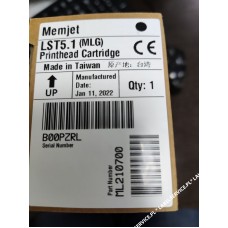 Memjet
LST5.1 (MLG)
Printhead Cartridge
Made in Taiwan
UP
Manufactured
Date:
Jan 11, 2022
Qty: 1
B00PZRL
Serial Number
Part Number
ML210700